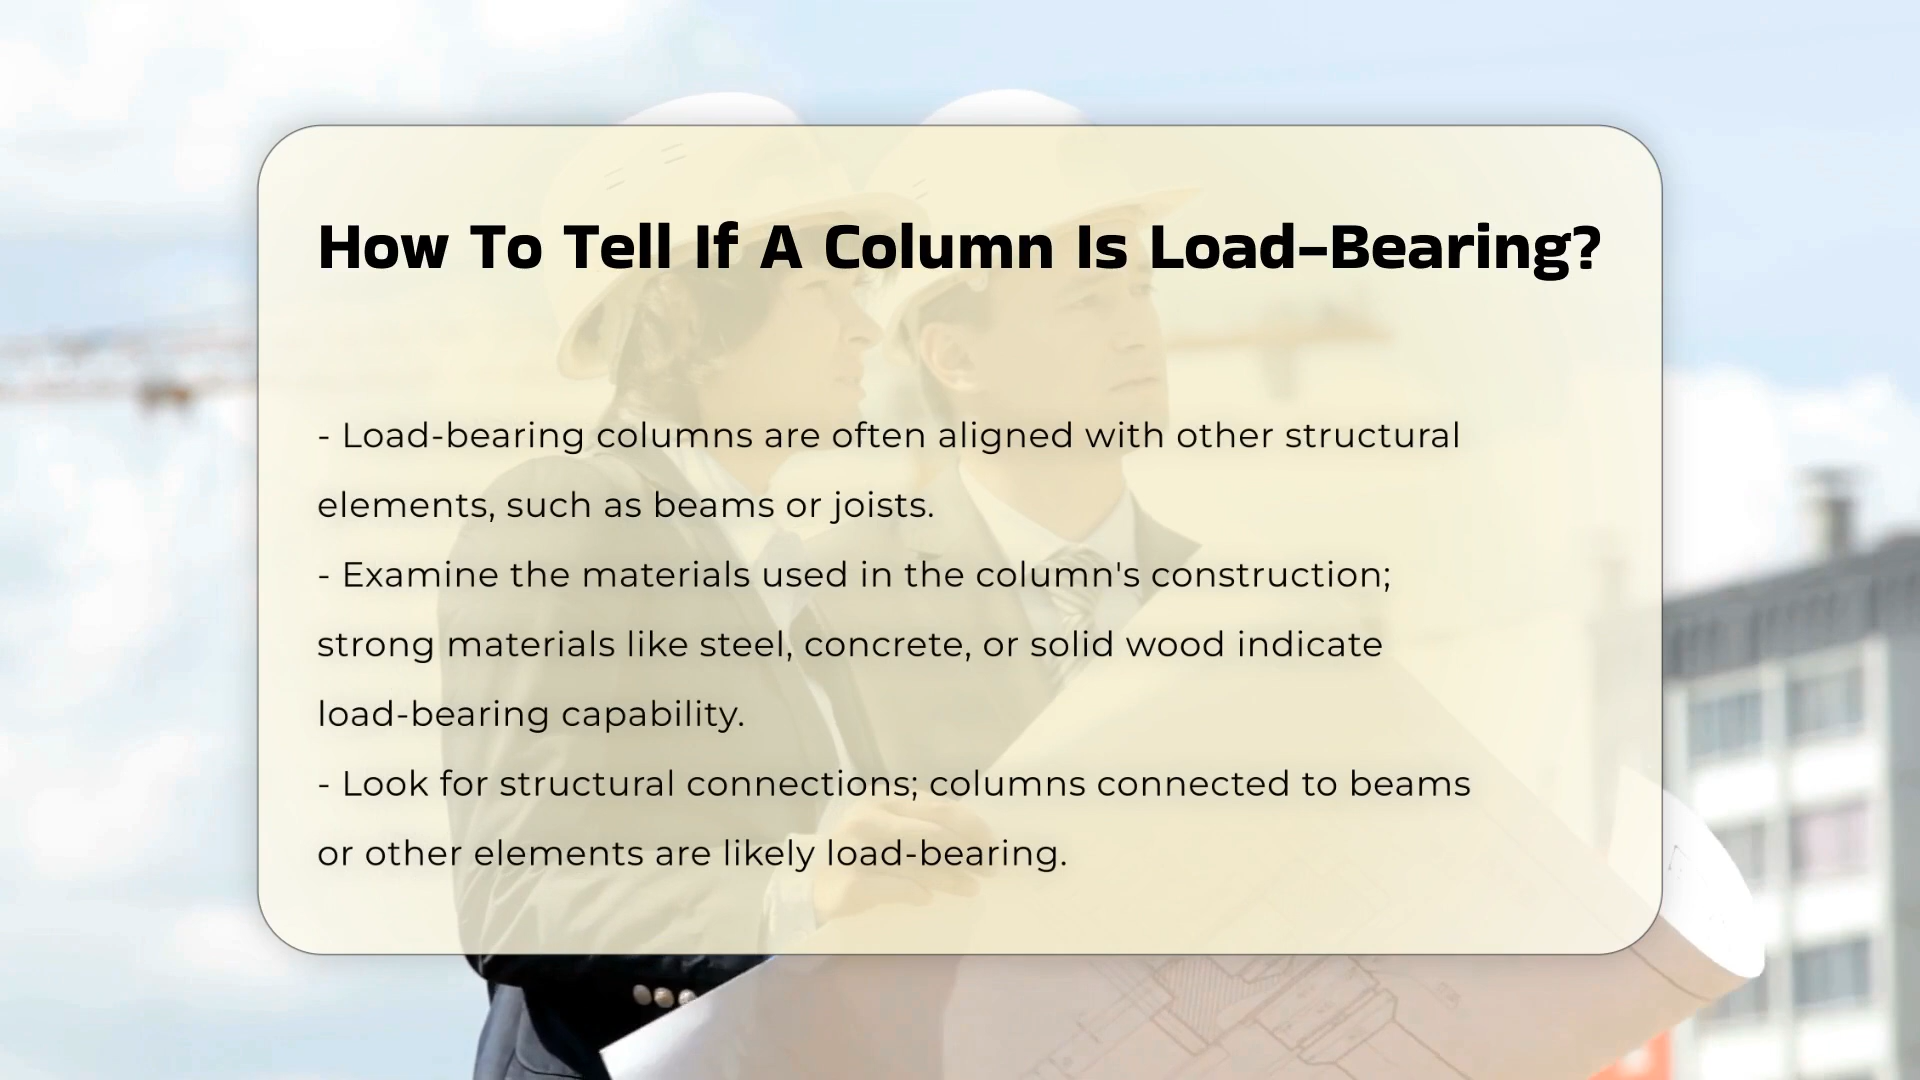 How To Tell If A Column Is Load-Bearing?
- Load-bearing columns are often aligned with other structural
elements, such as beams or joists.
- Examine the materials used in the column's construction;
strong materials like steel, concrete, or solid wood indicate
load-bearing capability.
- Look for structural connections; columns connected to beams
or other elements are likely load-bearing.